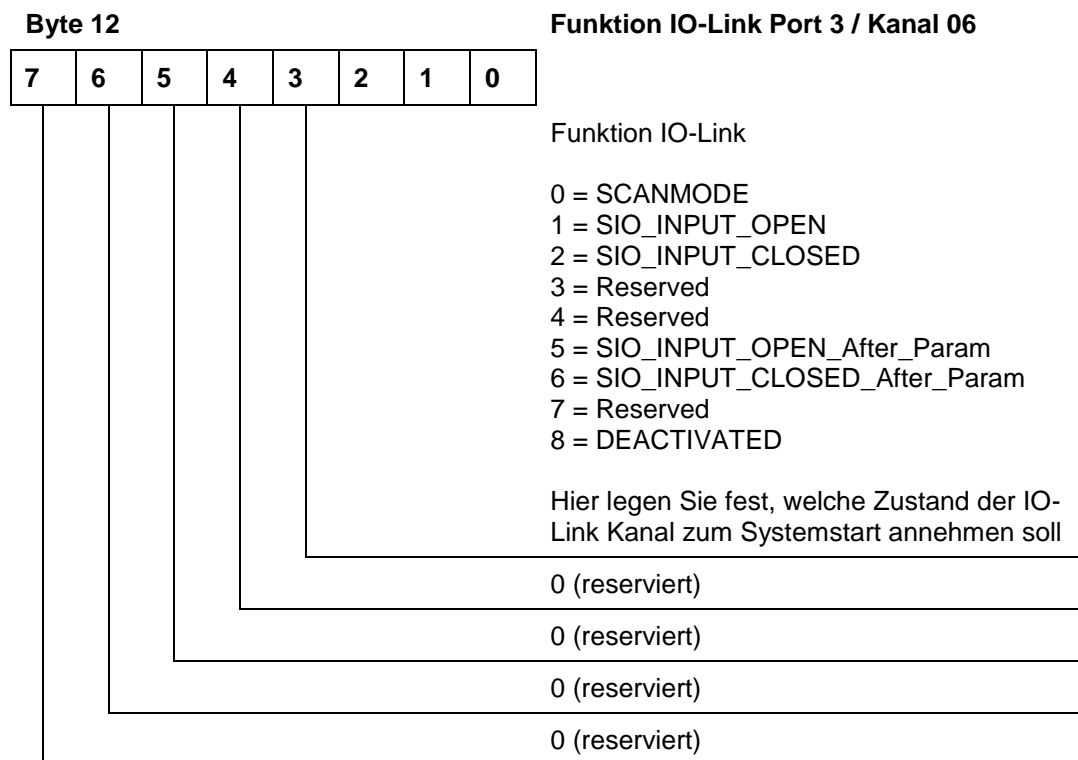 Byte 12 Funktion IO-Link Port 3 / Kanal 06
7 6 5 4 3 2 1 0
Funktion IO-Link
0 = SCANMODE
1 = SIO_INPUT_OPEN
2 = SIO_INPUT_CLOSED
3 = Reserved
4 = Reserved
5 = SIO_INPUT_OPEN_After_Param
6 = SIO_INPUT_CLOSED_After_Param
7 = Reserved
8 = DEACTIVATED
Hier legen Sie fest, welche Zustand der IO-
Link Kanal zum Systemstart annehmen soll
0 (reserviert)
0 (reserviert)
0 (reserviert)
0 (reserviert)